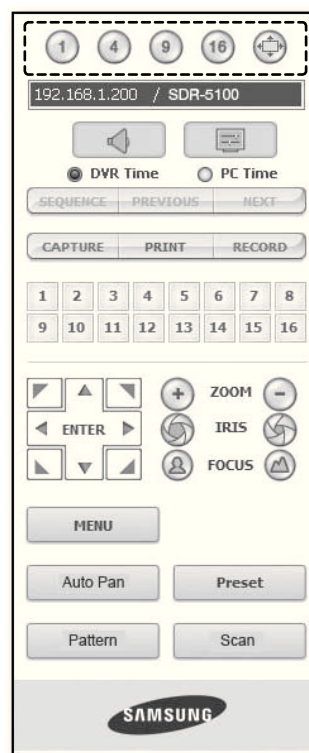 1 4 9 16
192.168.1.200 / SDR-5100
DVR Time PC Time
SEQUENCE PREVIOUS NEXT
CAPTURE PRINT RECORD
1 2 3 4 5 6 7 8
9 10 11 12 13 14 15 16
+ ZOOM -
ENTER IRIS
FOCUS
MENU
Auto Pan Preset
Pattern Scan
SAMSUNG